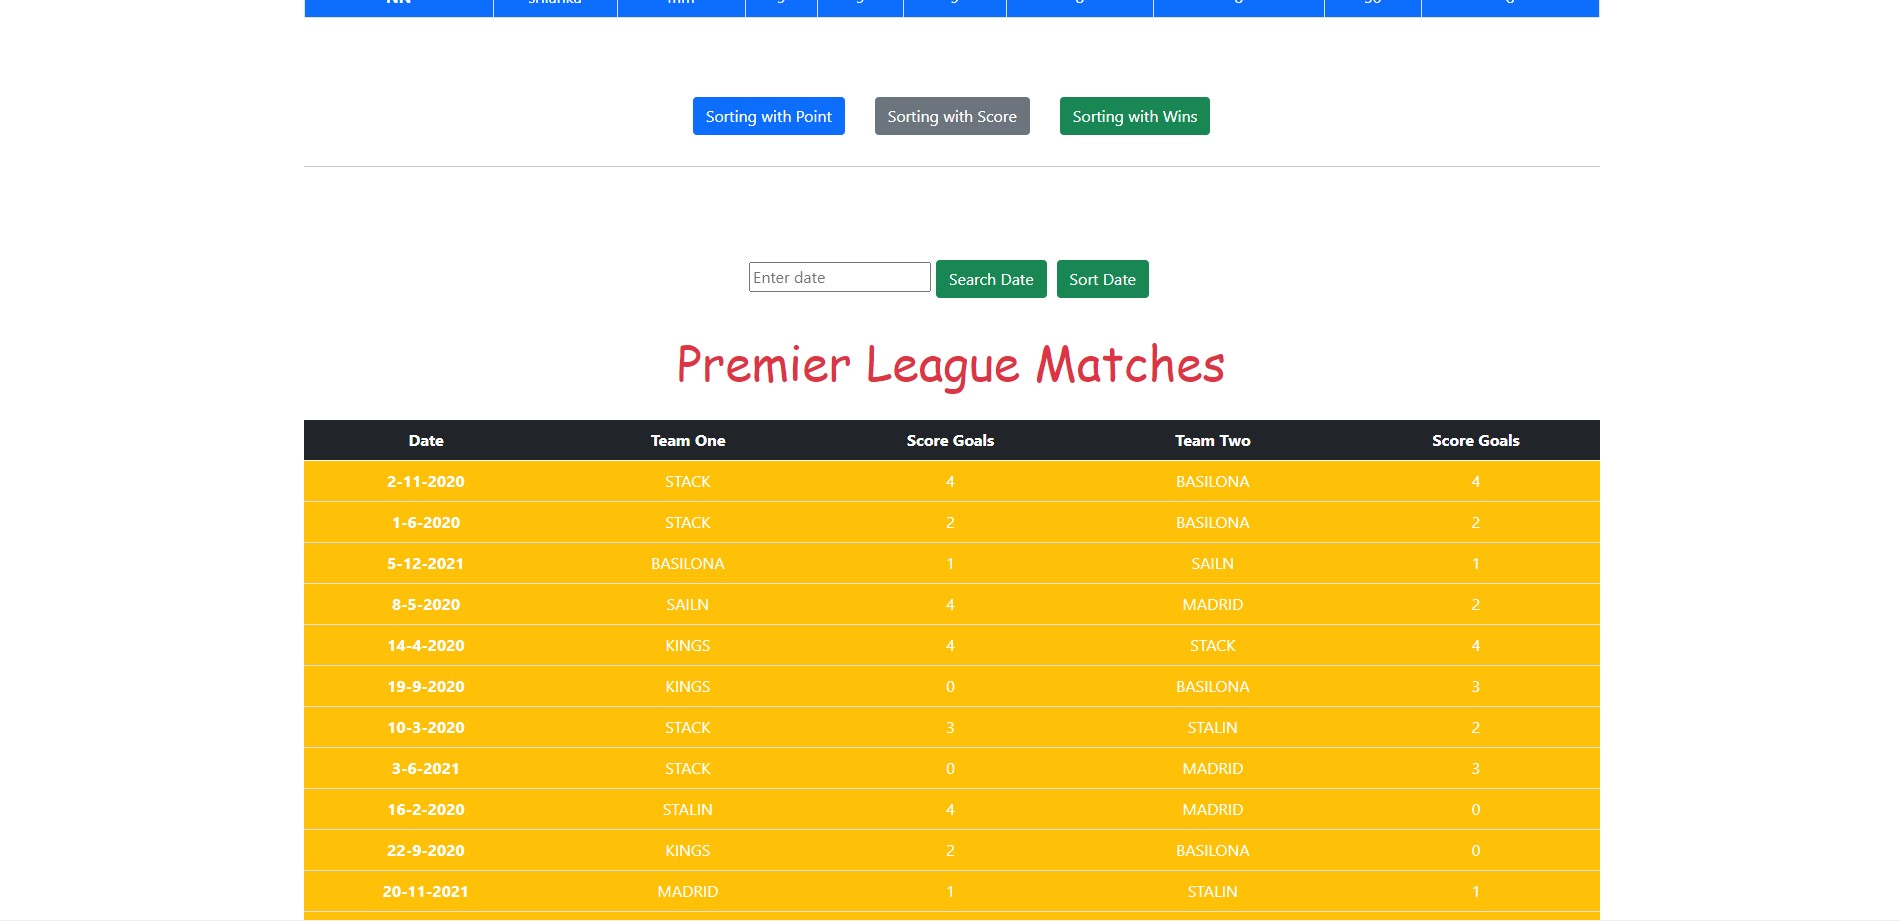 NN srilanka mm
Sorting with Point Sorting with Score Sorting with Wins
Enter date Search Date Sort Date
Premier League Matches
Date Team One Score Goals Team Two Score Goals
2-11-2020 STACK 4 BASILONA 4
1-6-2020 STACK 2 BASILONA 2
5-12-2021 BASILONA 1 SAILN 1
8-5-2020 SAILN 4 MADRID 2
14-4-2020 KINGS 4 STACK 4
19-9-2020 KINGS 0 BASILONA 3
10-3-2020 STACK 3 STALIN 2
3-6-2021 STACK 0 MADRID 3
16-2-2020 STALIN 4 MADRID 0
22-9-2020 KINGS 2 BASILONA 0
20-11-2021 MADRID 1 STALIN 1